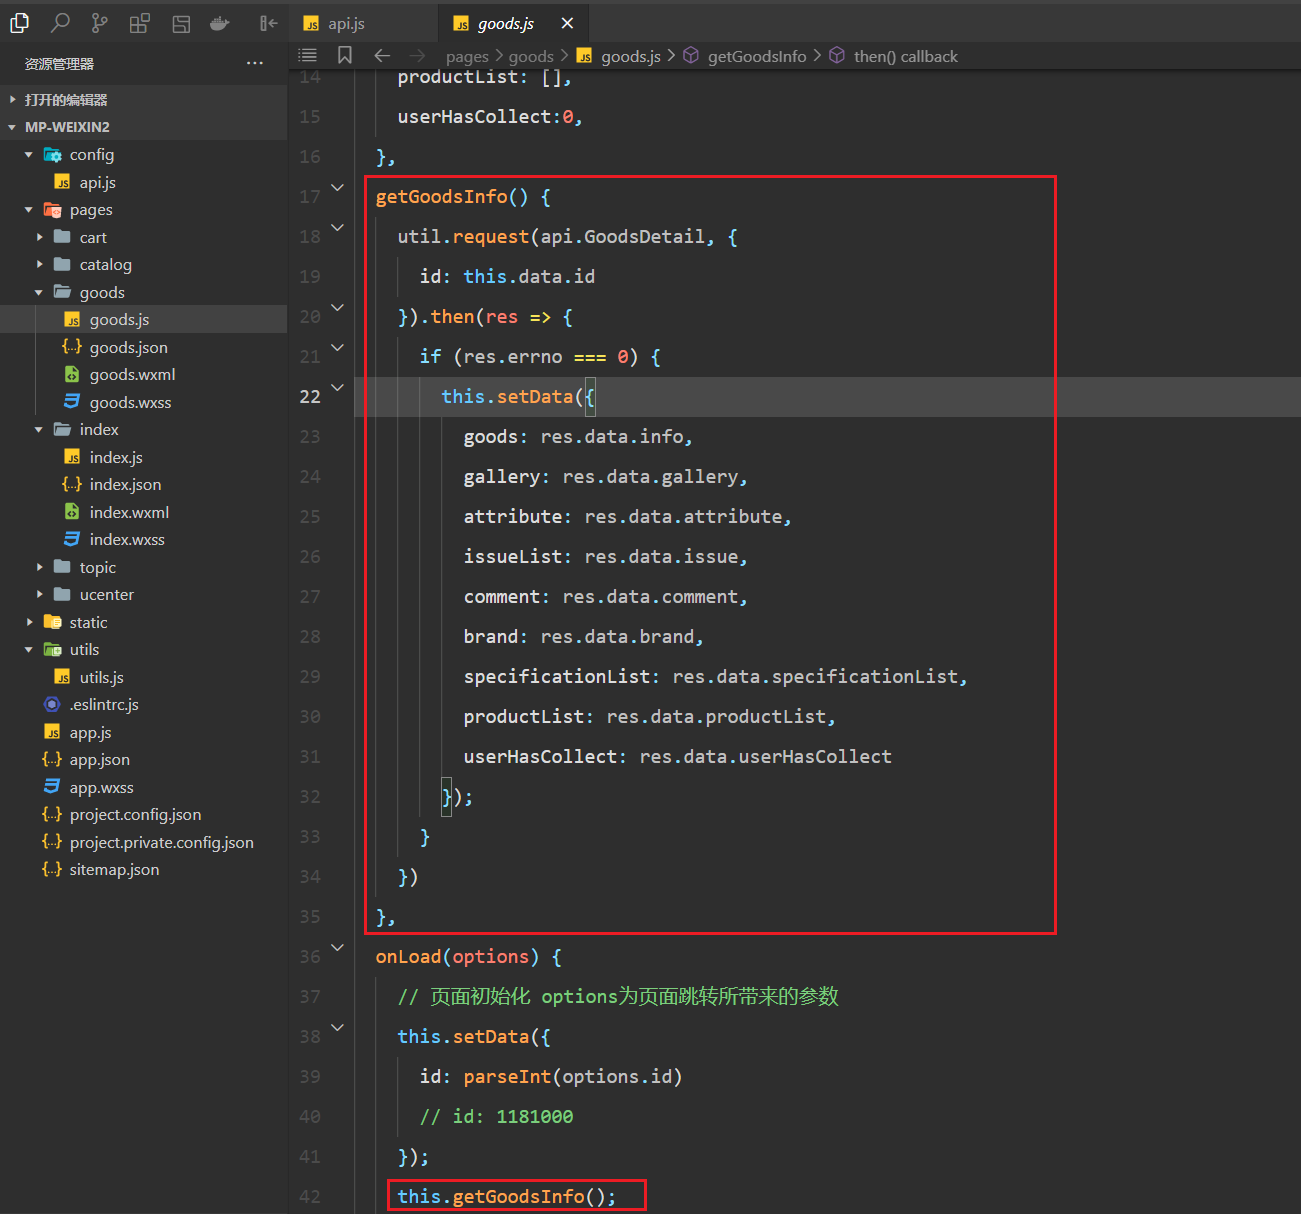 api.js
goods.js
资源管理器
pages goods goods.js getGoodsInfo then() callback
打开的编辑器
MP-WEIXIN2
config
api.js
pages
cart
catalog
goods
goods.js
goods.json
goods.wxml
goods.wxss
index
index.js
index.json
index.wxml
index.wxss
topic
ucenter
static
utils
utils.js
.eslintrc.js
app.js
app.json
app.wxss
project.config.json
project.private.config.json
sitemap.json
14 productList: [],
15 userHasCollect:0,
16 },
17 getGoodsInfo() {
18 util.request(api.GoodsDetail, {
19 id: this.data.id
20 }).then(res => {
21 if (res.errno === 0) {
22 this.setData({
23 goods: res.data.info,
24 gallery: res.data.gallery,
25 attribute: res.data.attribute,
26 issueList: res.data.issue,
27 comment: res.data.comment,
28 brand: res.data.brand,
29 specificationList: res.data.specificationList,
30 productList: res.data.productList,
31 userHasCollect: res.data.userHasCollect
32 });
33 }
34 })
35 },
36 onLoad(options) {
37 // 页面初始化 options为页面跳转所带来的参数
38 this.setData({
39 id: parseInt(options.id)
40 // id: 1181000
41 });
42 this.getGoodsInfo();